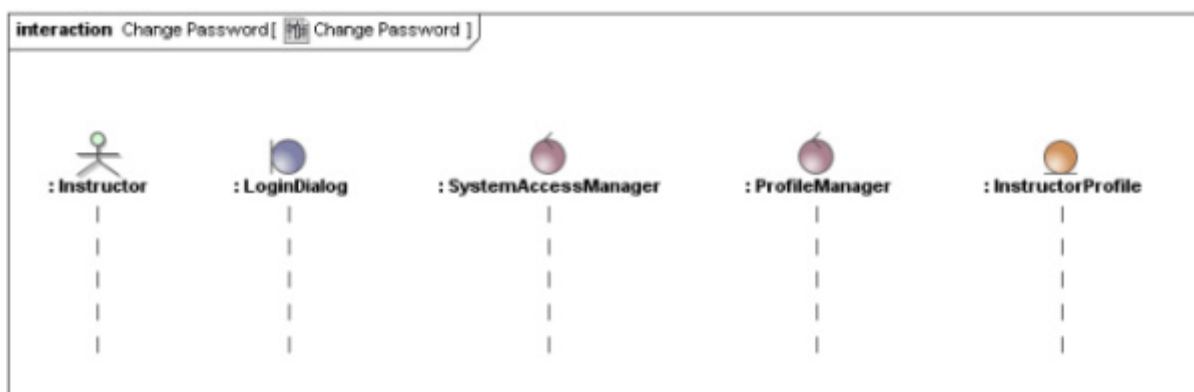 interaction Change Password[ Change Password ]
: Instructor
: LoginDialog
: SystemAccessManager
: ProfileManager
: InstructorProfile